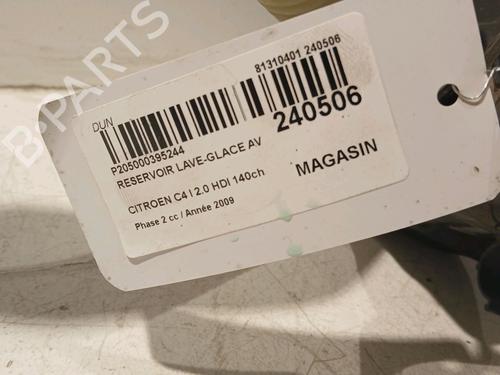 B-PARTS
DUN
81310401 240506
P205000395244
240506
RESERVOIR LAVE-GLACE AV
MAGASIN
CITROEN C4 I 2.0 HDI 140ch
Phase 2 cc / Année 2009